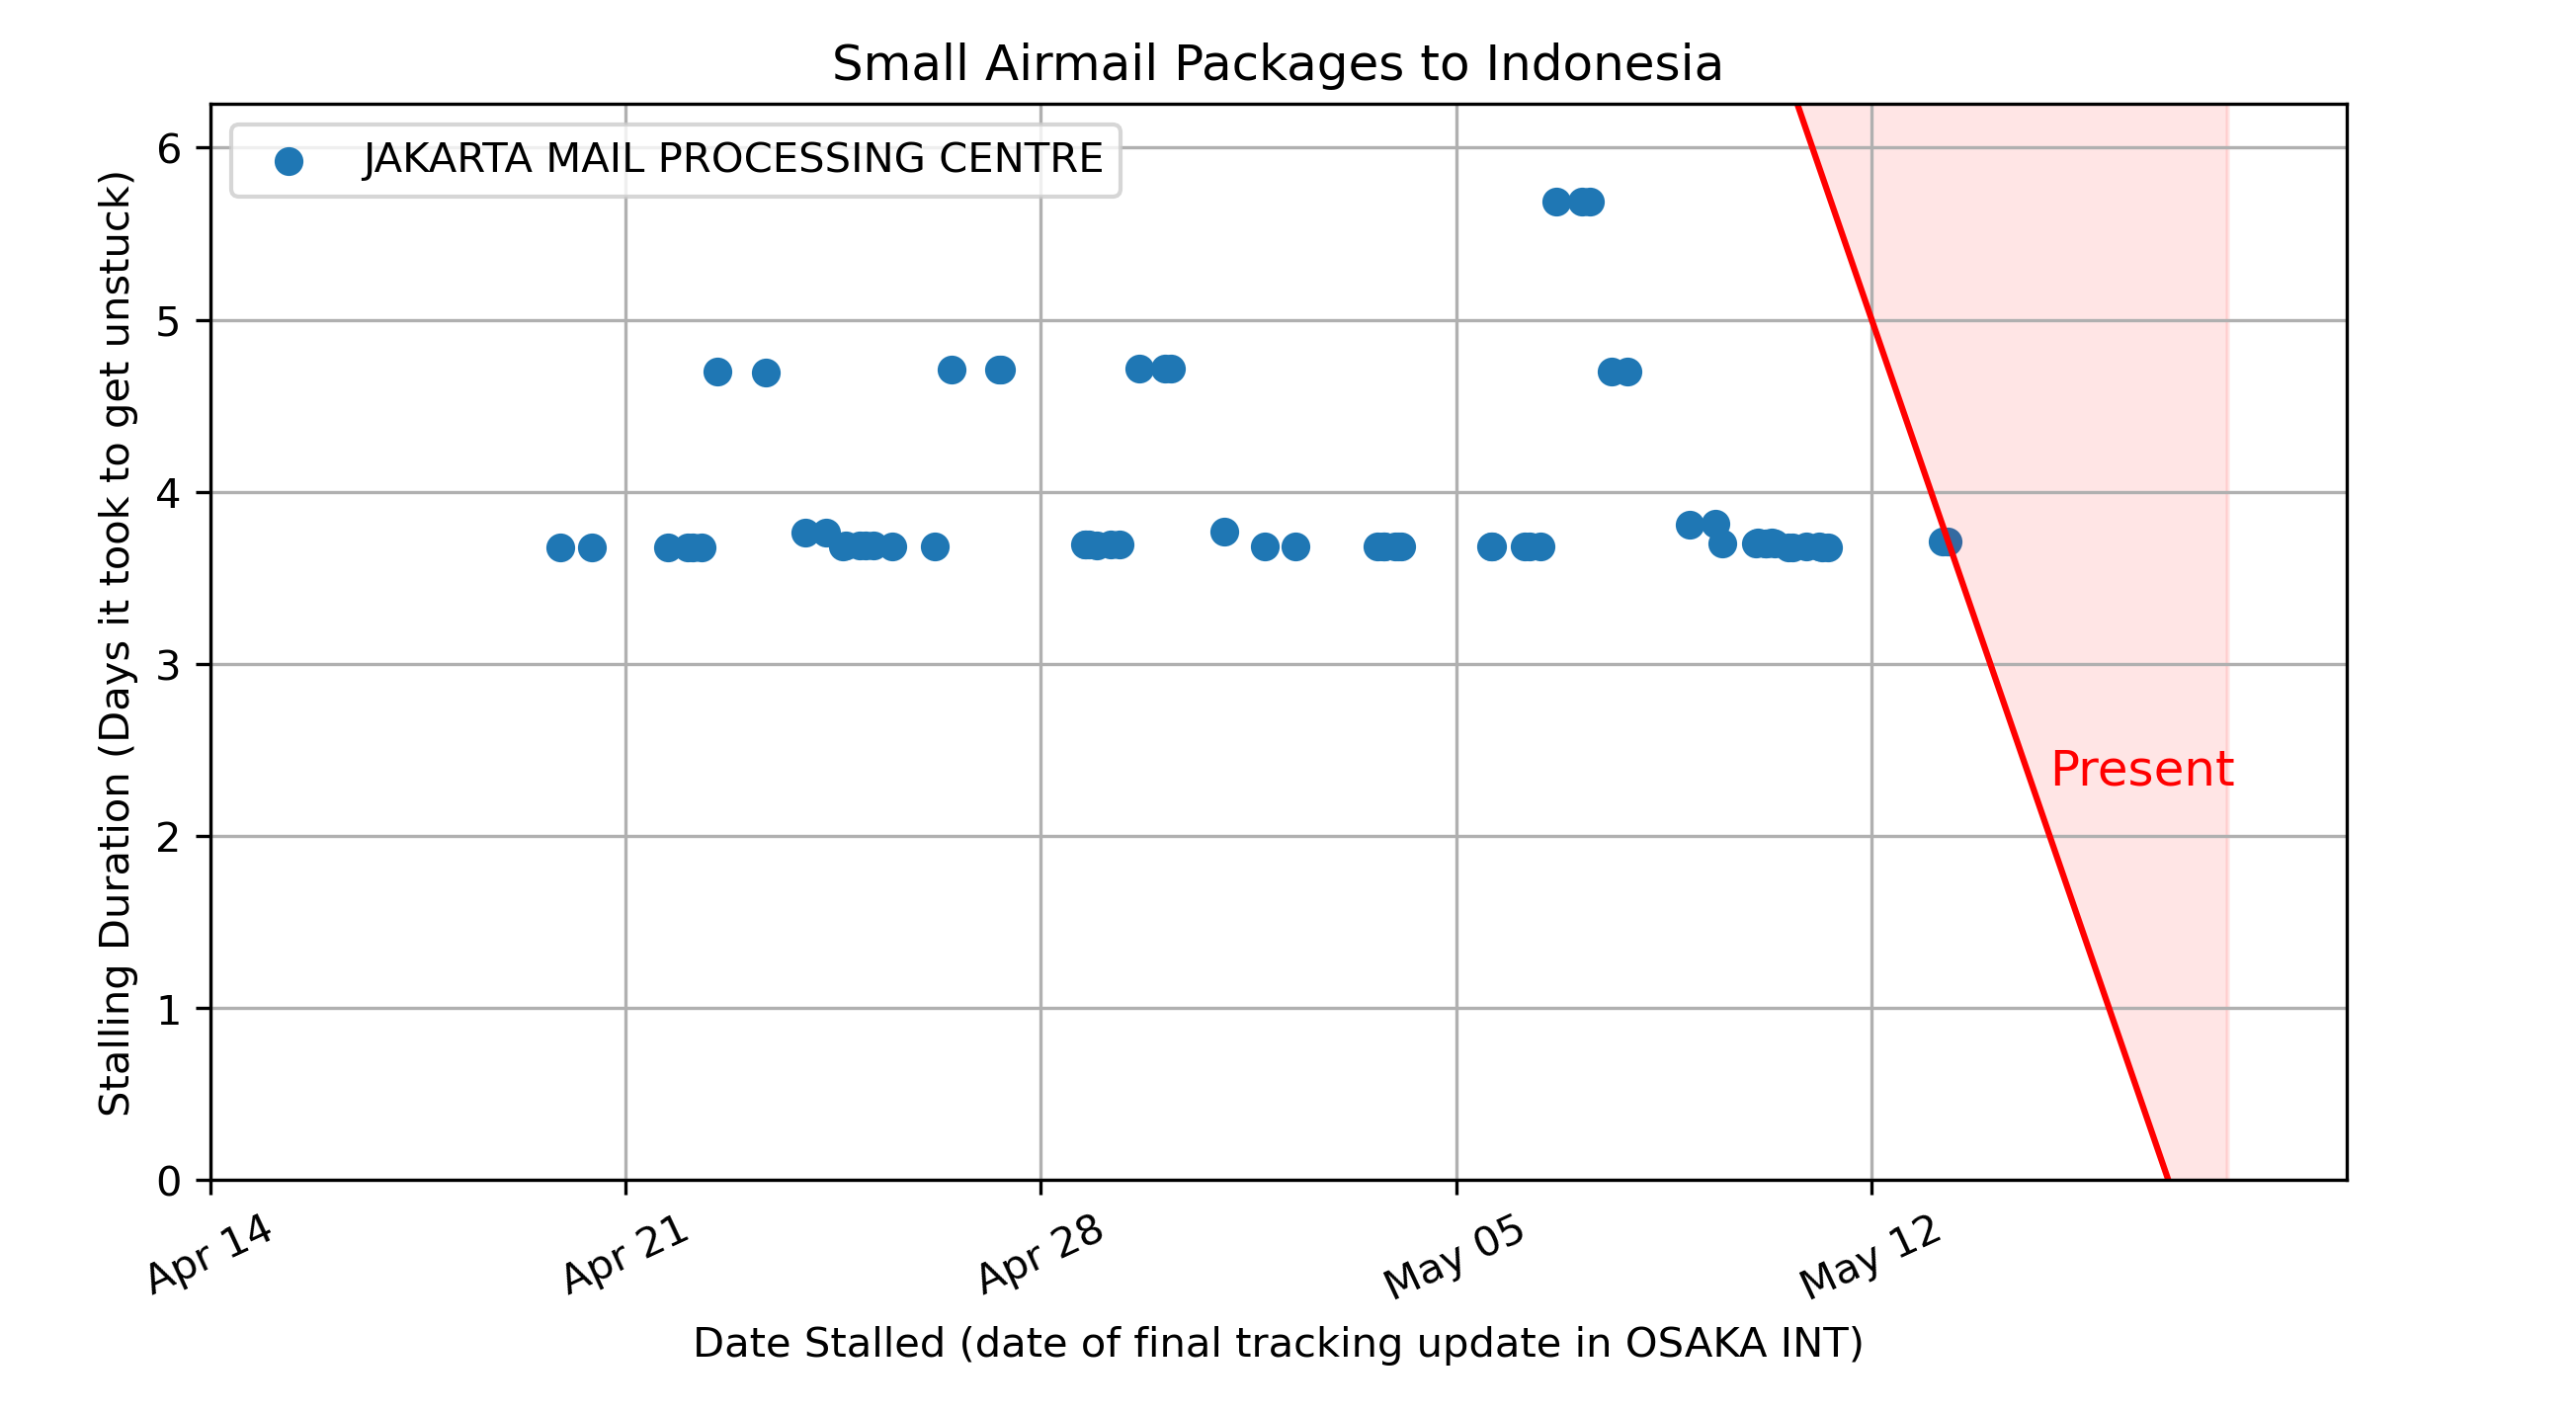 Small Airmail Packages to Indonesia
JAKARTA MAIL PROCESSING CENTRE
Stalling Duration (Days it took to get unstuck)
6
5
4
3
2
1
0
Present
Apr 14
Apr 21
Apr 28
May 05
May 12
Date Stalled (date of final tracking update in OSAKA INT)